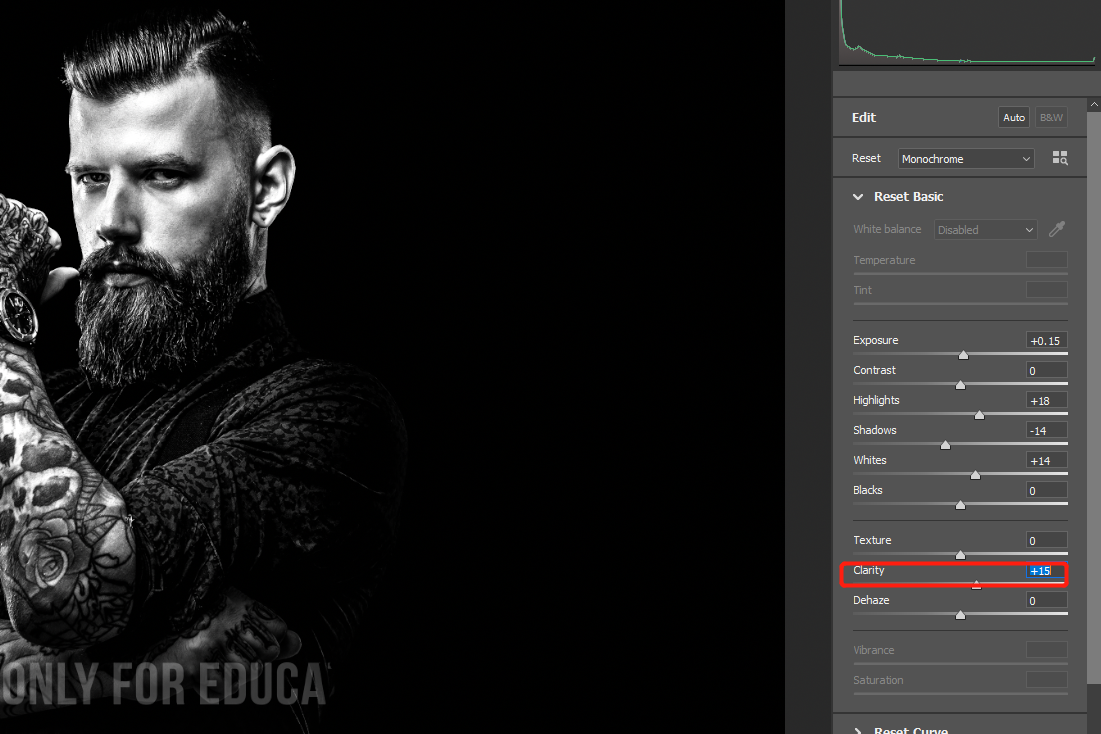 Edit Auto B&W
Reset Monochrome
Reset Basic
White balance Disabled
Temperature
Tint
Exposure +0.15
Contrast 0
Highlights +18
Shadows -14
Whites +14
Blacks 0
Texture 0
Clarity +15
Dehaze 0
Vibrance
Saturation
ONLY FOR EDUCA
Reset Curve